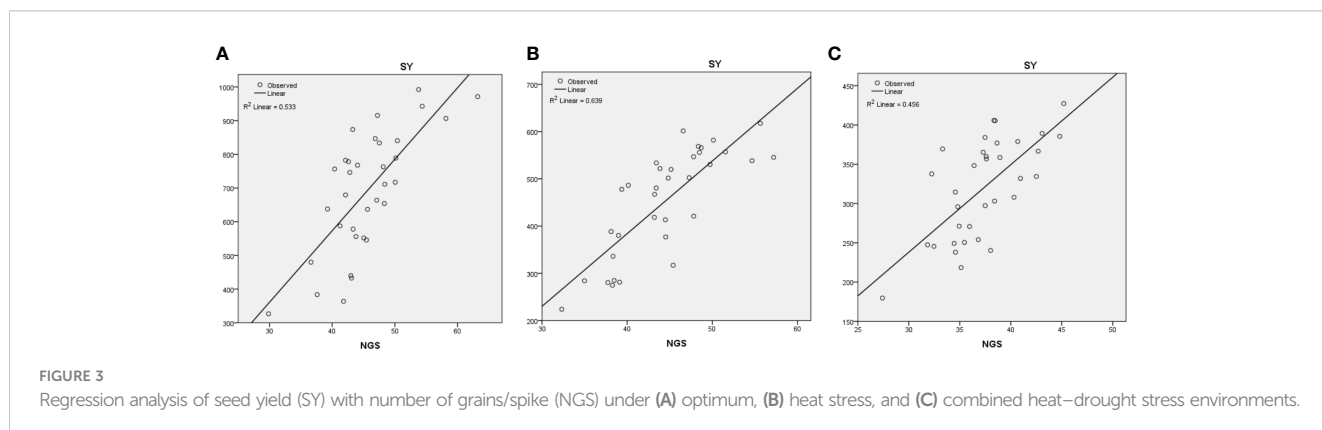 A
SY
Observed
Linear
R² Linear = 0.533
1000
900
800
700
600
500
400
300
30
40
50
60
NGS
B
SY
Observed
Linear
R² Linear = 0.639
700
600
500
400
300
200
30
40
50
60
NGS
C
SY
Observed
Linear
R² Linear = 0.456
450
400
350
300
250
200
150
25
30
35
40
45
50
NGS
FIGURE 3
Regression analysis of seed yield (SY) with number of grains/spike (NGS) under (A) optimum, (B) heat stress, and (C) combined heat–drought stress environments.